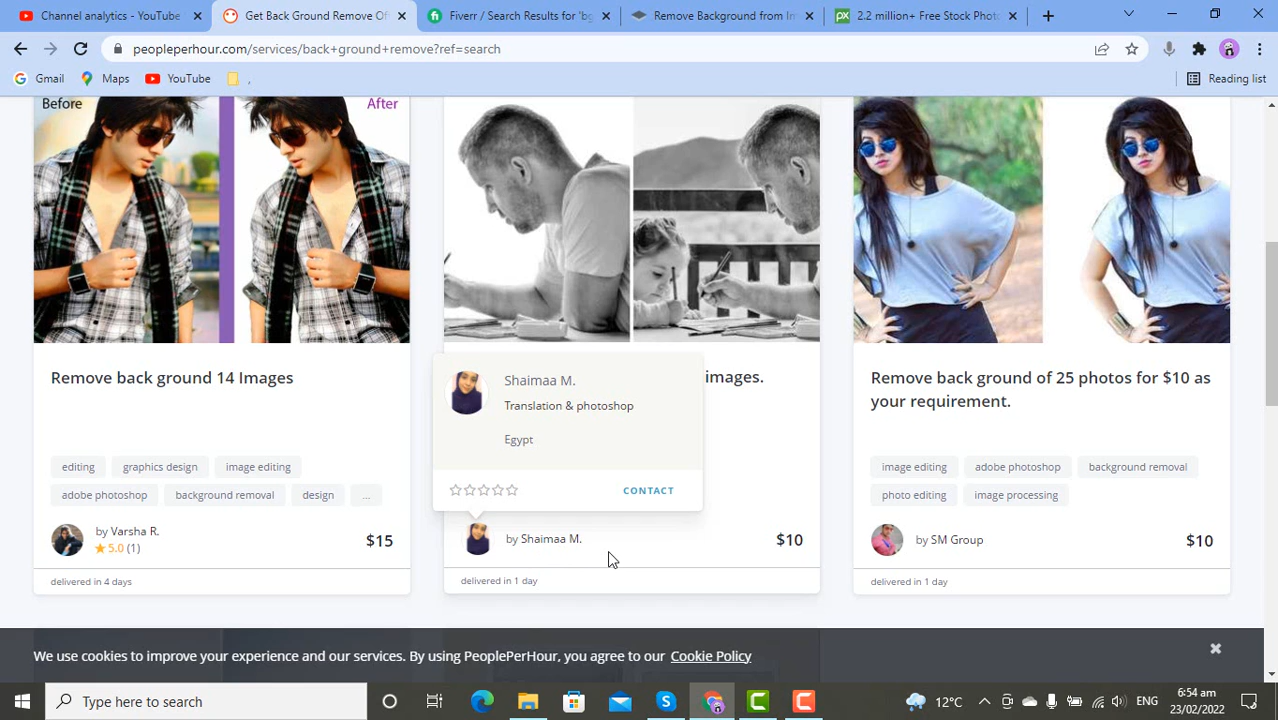 Channel analytics - YouTube
Get Back Ground Remove Of
Fiverr / Search Results for 'bg
Remove Background from Im
2.2 million+ Free Stock Phot
peopleperhour.com/services/back+ground+remove?ref=search
Gmail
Maps
YouTube
,
Reading list
Before
After
Remove back ground 14 Images
images.
Remove back ground of 25 photos for $10 as
your requirement.
Shaimaa M.
Translation & photoshop
Egypt
CONTACT
editing
graphics design
image editing
adobe photoshop
background removal
design
...
image editing
adobe photoshop
background removal
photo editing
image processing
by Varsha R.
5.0 (1)
$15
by Shaimaa M.
$10
by SM Group
$10
delivered in 4 days
delivered in 1 day
delivered in 1 day
We use cookies to improve your experience and our services. By using PeoplePerHour, you agree to our Cookie Policy
Type here to search
12°C
ENG
6:54 am
23/02/2022